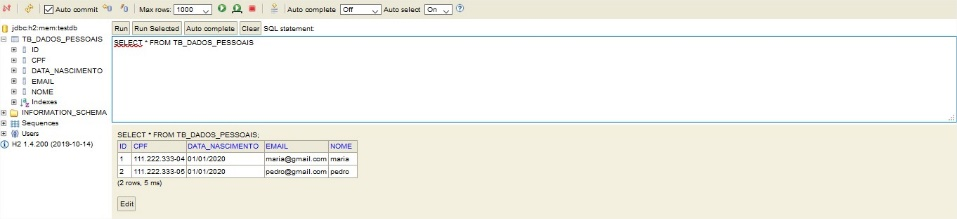 Auto commit Max rows: 1000 Auto complete Off Auto select On
jdbc:h2:mem:testdb
TB_DADOS_PESSOAIS
ID
CPF
DATA_NASCIMENTO
EMAIL
NOME
Indexes
INFORMATION_SCHEMA
Sequences
Users
H2 1.4.200 (2019-10-14)
Run Run Selected Auto complete Clear SQL statement:
SELECT * FROM TB_DADOS_PESSOAIS
SELECT * FROM TB_DADOS_PESSOAIS;
ID CPF DATA_NASCIMENTO EMAIL NOME
1 111.222.333-04 01/01/2020 maria@gmail.com maria
2 111.222.333-05 01/01/2020 pedro@gmail.com pedro
(2 rows, 5 ms)
Edit